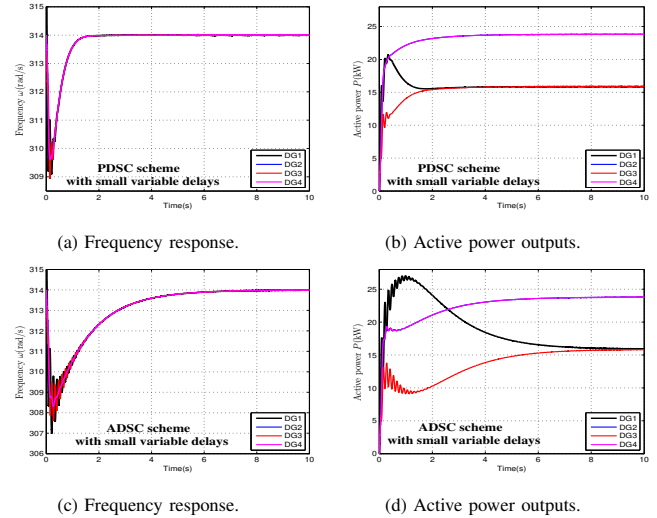 315
314
313
312
311
310
309
Frequency ω(rad/s)
0 2 4 6 8 10
Time(s)
PDSC scheme
with small variable delays
DG1
DG2
DG3
DG4
(a) Frequency response.
25
20
15
10
5
0
Active power P(kW)
0 2 4 6 8 10
Time(s)
PDSC scheme
with small variable delays
DG1
DG2
DG3
DG4
(b) Active power outputs.
314
313
312
311
310
309
308
307
306
Frequency ω(rad/s)
0 2 4 6 8 10
Time(s)
ADSC scheme
with small variable delays
DG1
DG2
DG3
DG4
(c) Frequency response.
25
20
15
10
5
0
Active power P(kW)
0 2 4 6 8 10
Time(s)
ADSC scheme
with small variable delays
DG1
DG2
DG3
DG4
(d) Active power outputs.